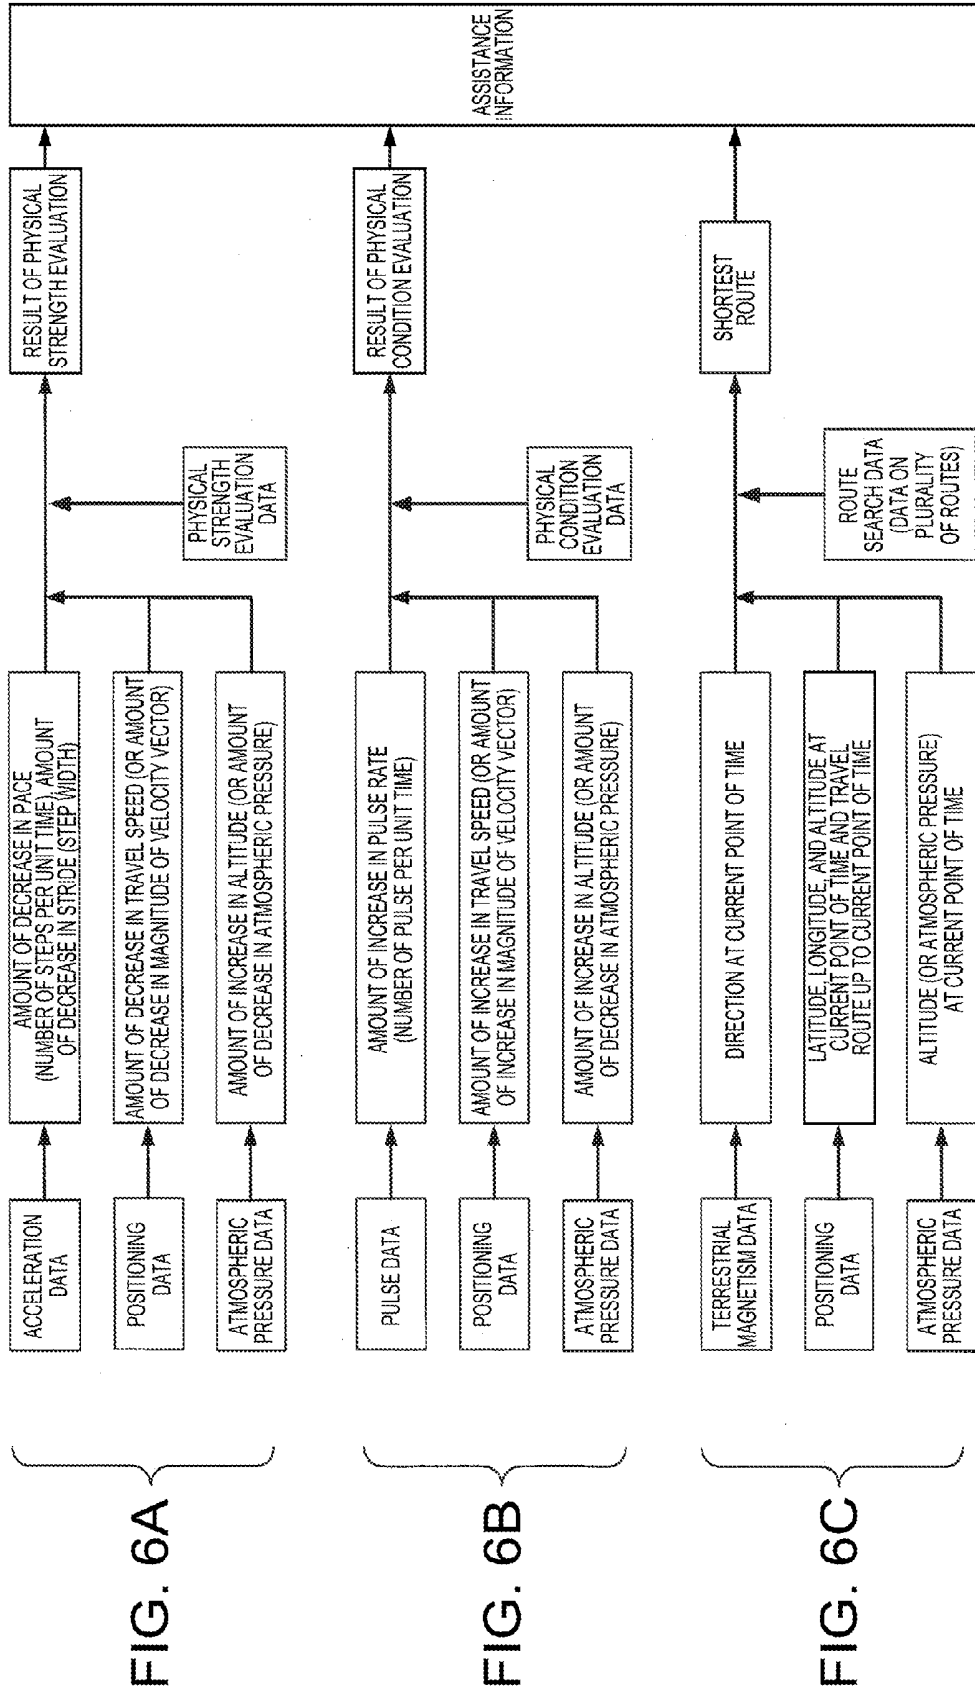 FIG. 6A
ACCELERATION
DATA
AMOUNT OF DECREASE IN PACE
(NUMBER OF STEPS PER UNIT TIME), AMOUNT
OF DECREASE IN STRIDE (STEP WIDTH)
POSITIONING
DATA
AMOUNT OF DECREASE IN TRAVEL SPEED (OR AMOUNT
OF DECREASE IN MAGNITUDE OF VELOCITY VECTOR)
ATMOSPHERIC
PRESSURE DATA
AMOUNT OF INCREASE IN ALTITUDE (OR AMOUNT
OF DECREASE IN ATMOSPHERIC PRESSURE)
PHYSICAL
STRENGTH
EVALUATION
DATA
RESULT OF PHYSICAL
STRENGTH EVALUATION
FIG. 6B
PULSE DATA
AMOUNT OF INCREASE IN PULSE RATE
(NUMBER OF PULSE PER UNIT TIME)
POSITIONING
DATA
AMOUNT OF INCREASE IN TRAVEL SPEED (OR AMOUNT
OF INCREASE IN MAGNITUDE OF VELOCITY VECTOR)
ATMOSPHERIC
PRESSURE DATA
AMOUNT OF INCREASE IN ALTITUDE (OR AMOUNT
OF DECREASE IN ATMOSPHERIC PRESSURE)
PHYSICAL
CONDITION
EVALUATION
DATA
RESULT OF PHYSICAL
CONDITION EVALUATION
FIG. 6C
TERRESTRIAL
MAGNETISM DATA
DIRECTION AT CURRENT POINT OF TIME
POSITIONING
DATA
LATITUDE, LONGITUDE, AND ALTITUDE AT
CURRENT POINT OF TIME AND TRAVEL
ROUTE UP TO CURRENT POINT OF TIME
ATMOSPHERIC
PRESSURE DATA
ALTITUDE (OR ATMOSPHERIC PRESSURE)
AT CURRENT POINT OF TIME
ROUTE
SEARCH DATA
(DATA ON
PLURALITY
OF ROUTES)
SHORTEST
ROUTE
ASSISTANCE
INFORMATION